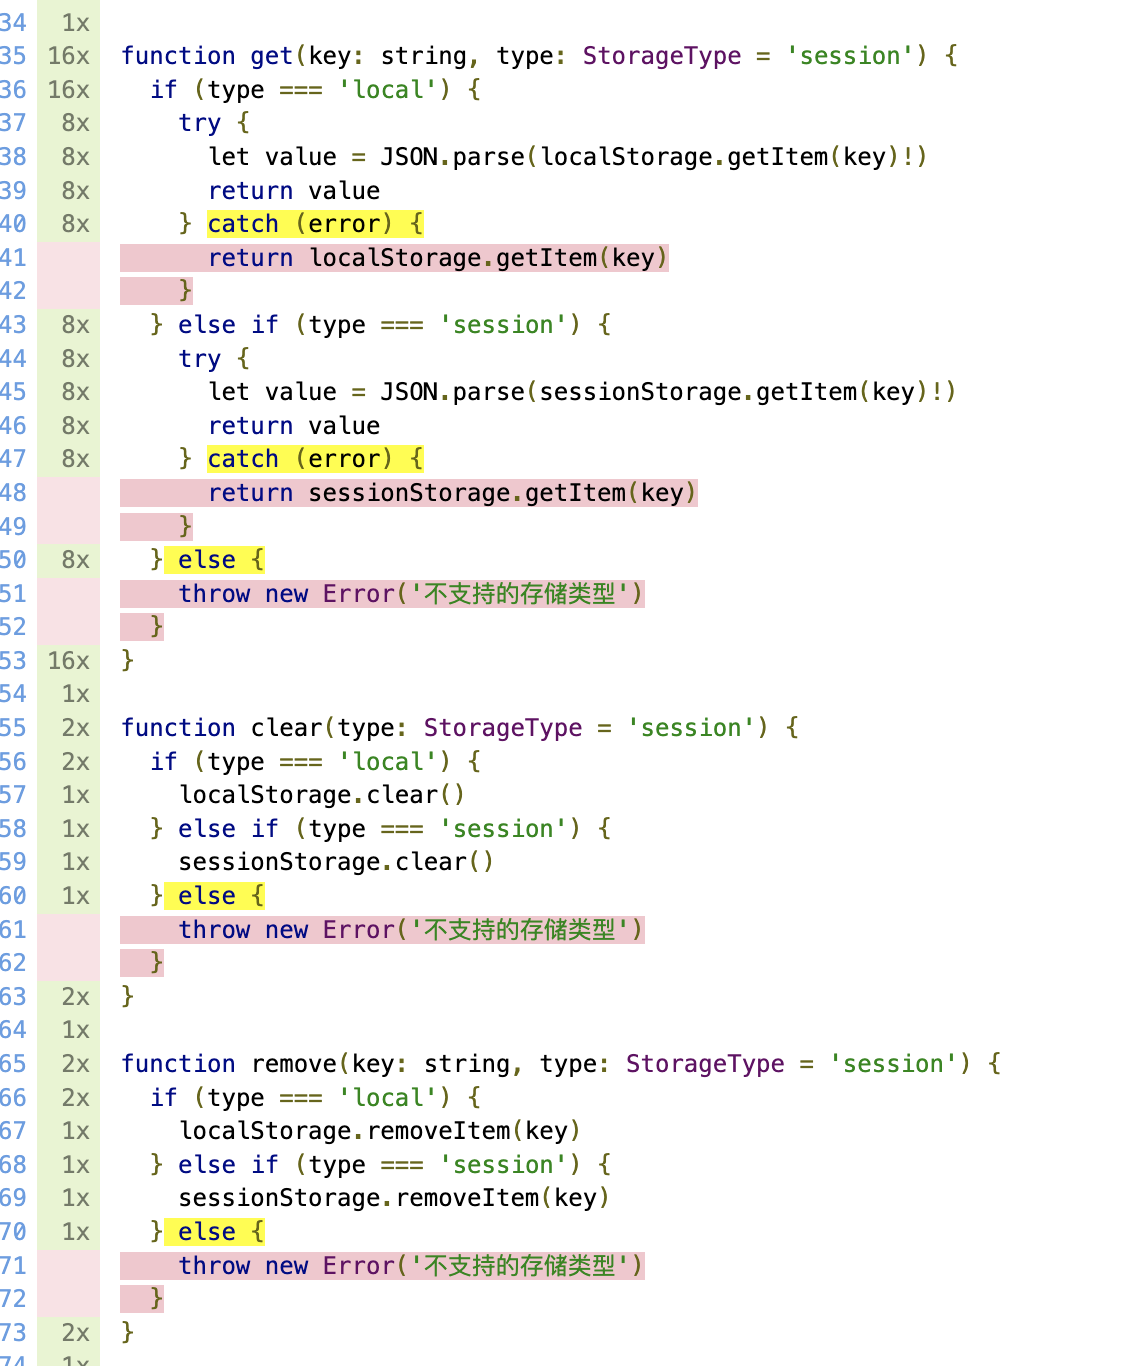 34 1x
35 16x function get(key: string, type: StorageType = 'session') {
36 16x if (type === 'local') {
37 8x try {
38 8x let value = JSON.parse(localStorage.getItem(key)!)
39 8x return value
40 8x } catch (error) {
41 return localStorage.getItem(key)
42 }
43 8x } else if (type === 'session') {
44 8x try {
45 8x let value = JSON.parse(sessionStorage.getItem(key)!)
46 8x return value
47 8x } catch (error) {
48 return sessionStorage.getItem(key)
49 }
50 8x } else {
51 throw new Error('不支持的存储类型')
52 }
53 16x }
54 1x
55 2x function clear(type: StorageType = 'session') {
56 2x if (type === 'local') {
57 1x localStorage.clear()
58 1x } else if (type === 'session') {
59 1x sessionStorage.clear()
60 1x } else {
61 throw new Error('不支持的存储类型')
62 }
63 2x }
64 1x
65 2x function remove(key: string, type: StorageType = 'session') {
66 2x if (type === 'local') {
67 1x localStorage.removeItem(key)
68 1x } else if (type === 'session') {
69 1x sessionStorage.removeItem(key)
70 1x } else {
71 throw new Error('不支持的存储类型')
72 }
73 2x }
74 1x